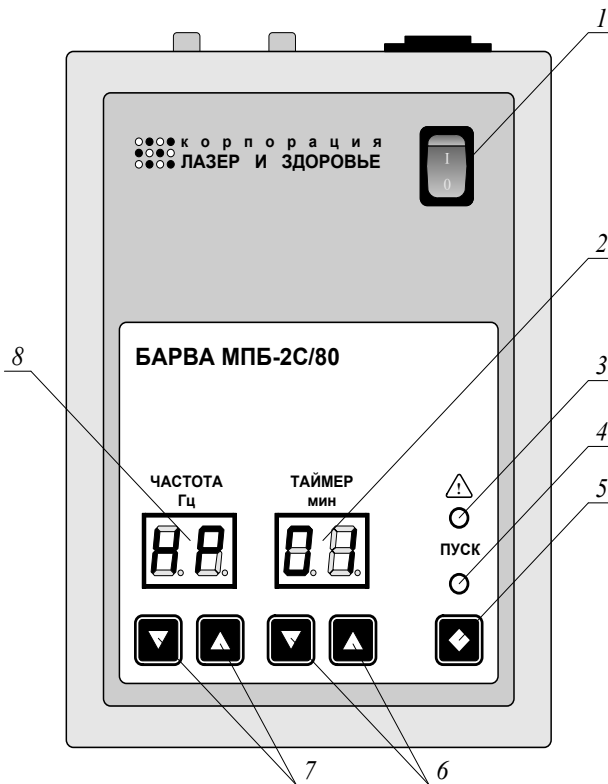 1
корпорация
ЛАЗЕР И ЗДОРОВЬЕ
I
0
2
БАРВА МПБ-2С/80
8
3
4
ЧАСТОТА
Гц
ТАЙМЕР
мин
!
5
НР
01
ПУСК
7
6